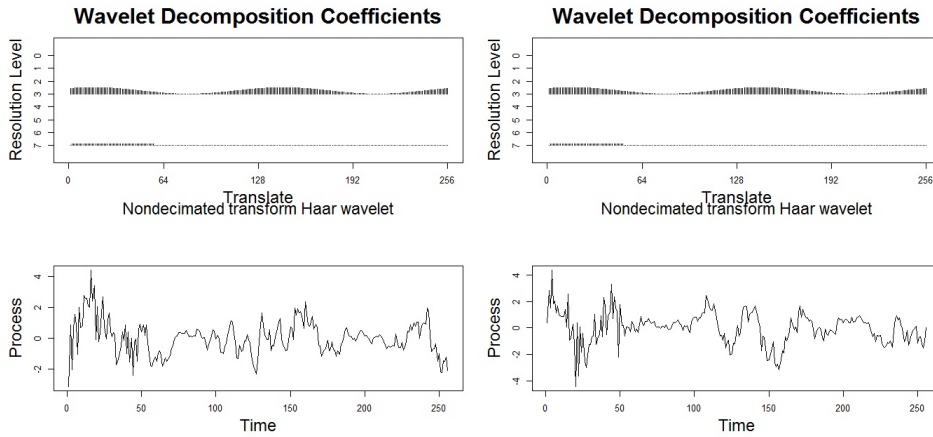 Wavelet Decomposition Coefficients
Resolution Level
0
1
2
3
4
5
6
7
0 64 128 192 256
Translate
Nondecimated transform Haar wavelet
Process
4
2
0
-2
0 50 100 150 200 250
Time
Wavelet Decomposition Coefficients
Resolution Level
0
1
2
3
4
5
6
7
0 64 128 192 256
Translate
Nondecimated transform Haar wavelet
Process
4
2
0
-2
-4
0 50 100 150 200 250
Time